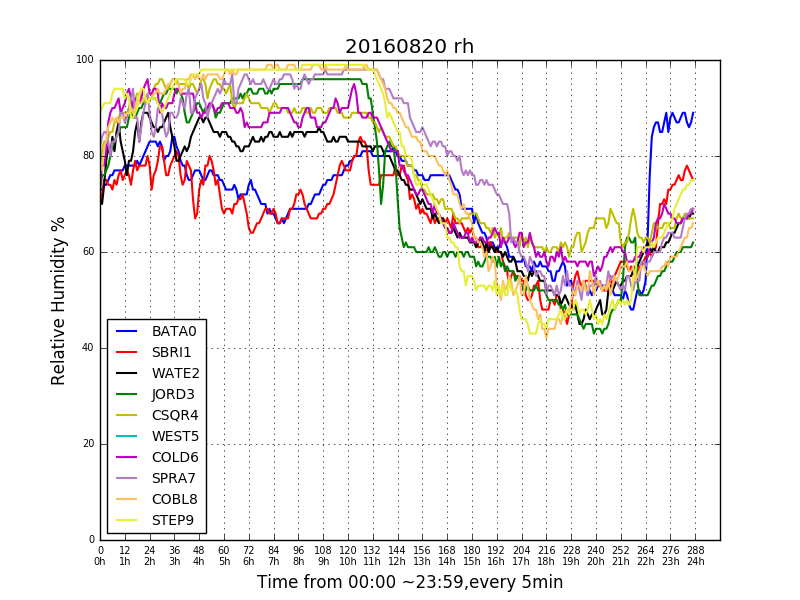 20160820 rh
100
80
60
40
20
0
Relative Humidity %
BATA0
SBRI1
WATE2
JORD3
CSQR4
WEST5
COLD6
SPRA7
COBL8
STEP9
0 12 24 36 48 60 72 84 96 108 120 132 144 156 168 180 192 204 216 228 240 252 264 276 288
0h 1h 2h 3h 4h 5h 6h 7h 8h 9h 10h 11h 12h 13h 14h 15h 16h 17h 18h 19h 20h 21h 22h 23h 24h
Time from 00:00 ~23:59,every 5min